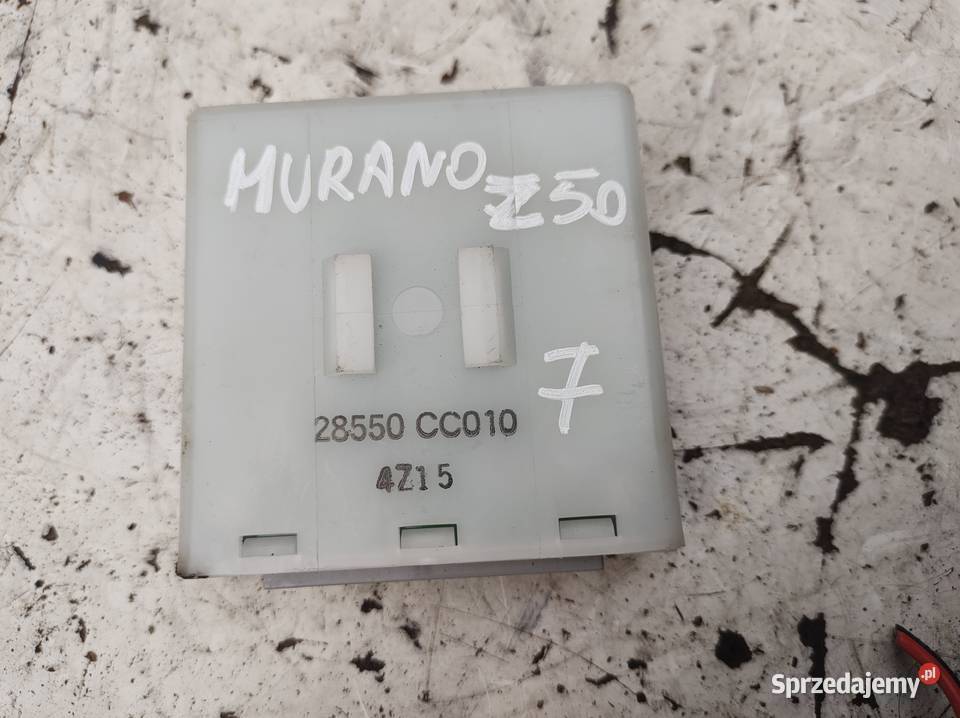 MURANO Z50
7
28550 CC010
4Z15
Sprzedajemy.pl